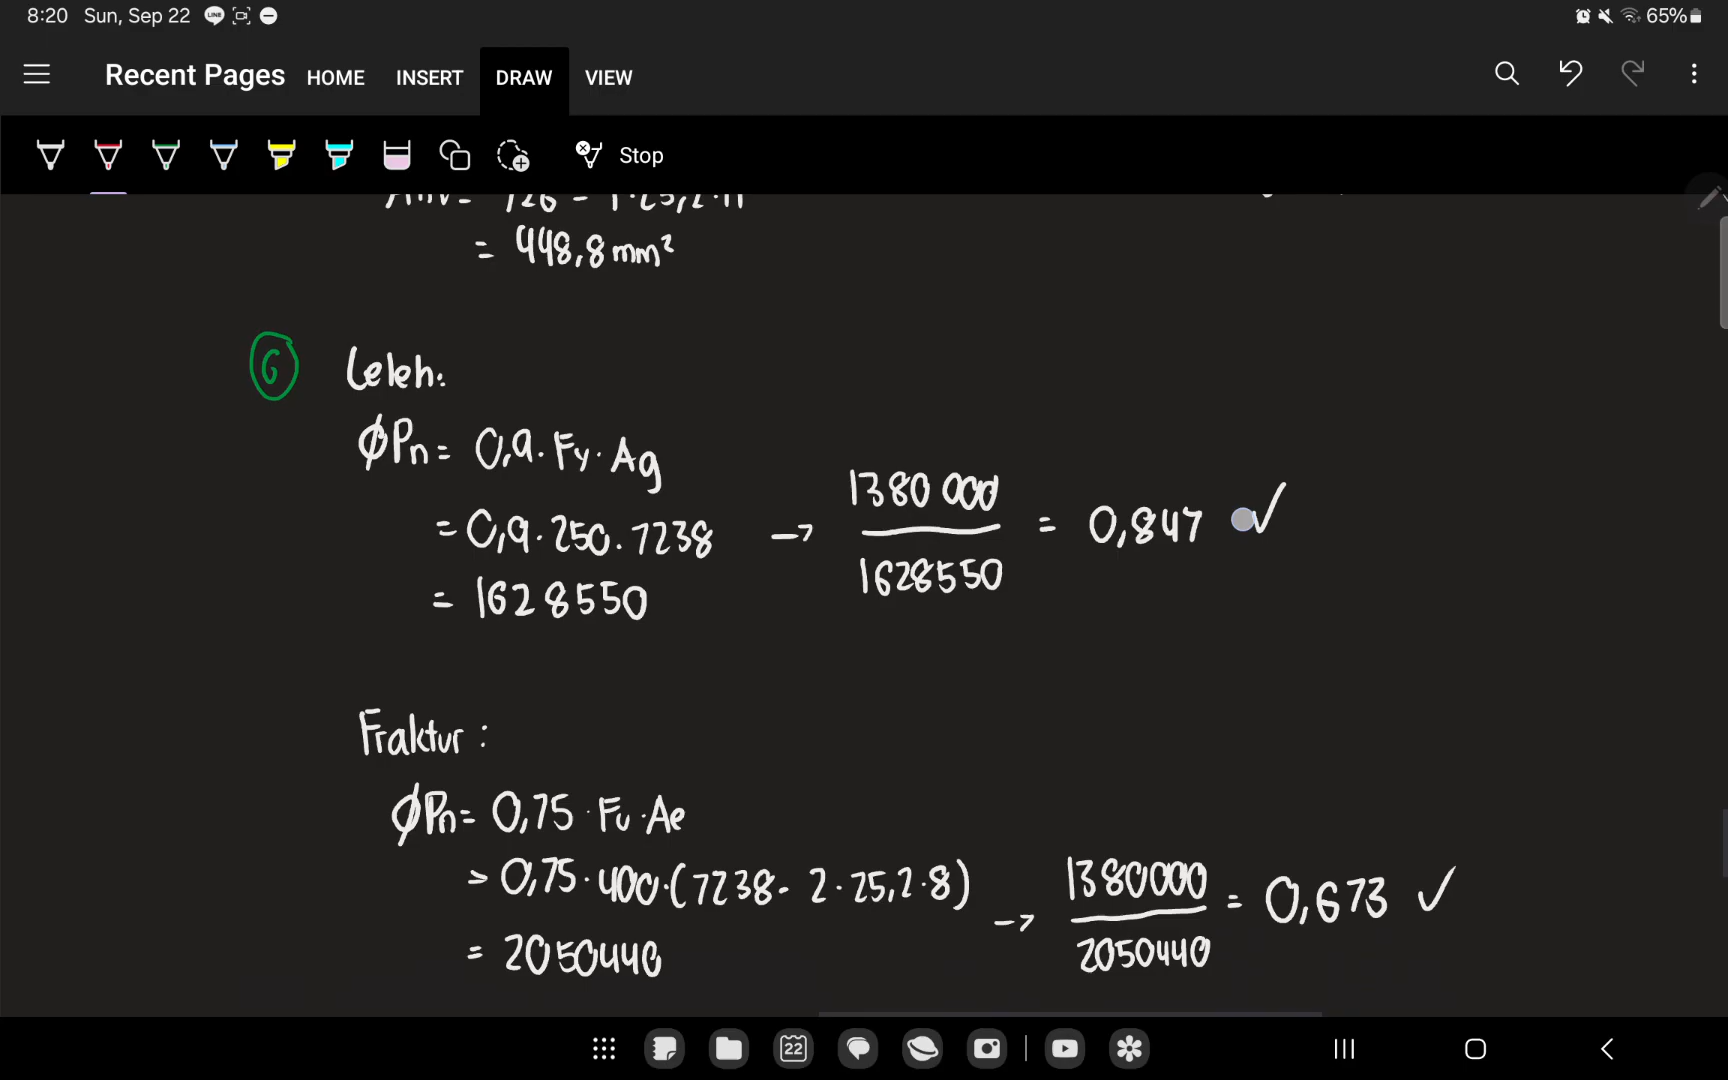 8:20 Sun, Sep 22 65%
Recent Pages HOME INSERT DRAW VIEW
Stop
= 448,8 mm²
6 Leleh:
ϕPn = 0,9 · Fy · Ag
= 0,9 · 250 · 7238 → 1380 000 / 1628550 = 0,847 ✓
= 1628550
Fraktur :
ϕPn = 0,75 · Fu · Ae
= 0,75 · 400 · (7238 - 2 · 25,2 · 8) → 1380000 / 2050440 = 0,673 ✓
= 2050440
22